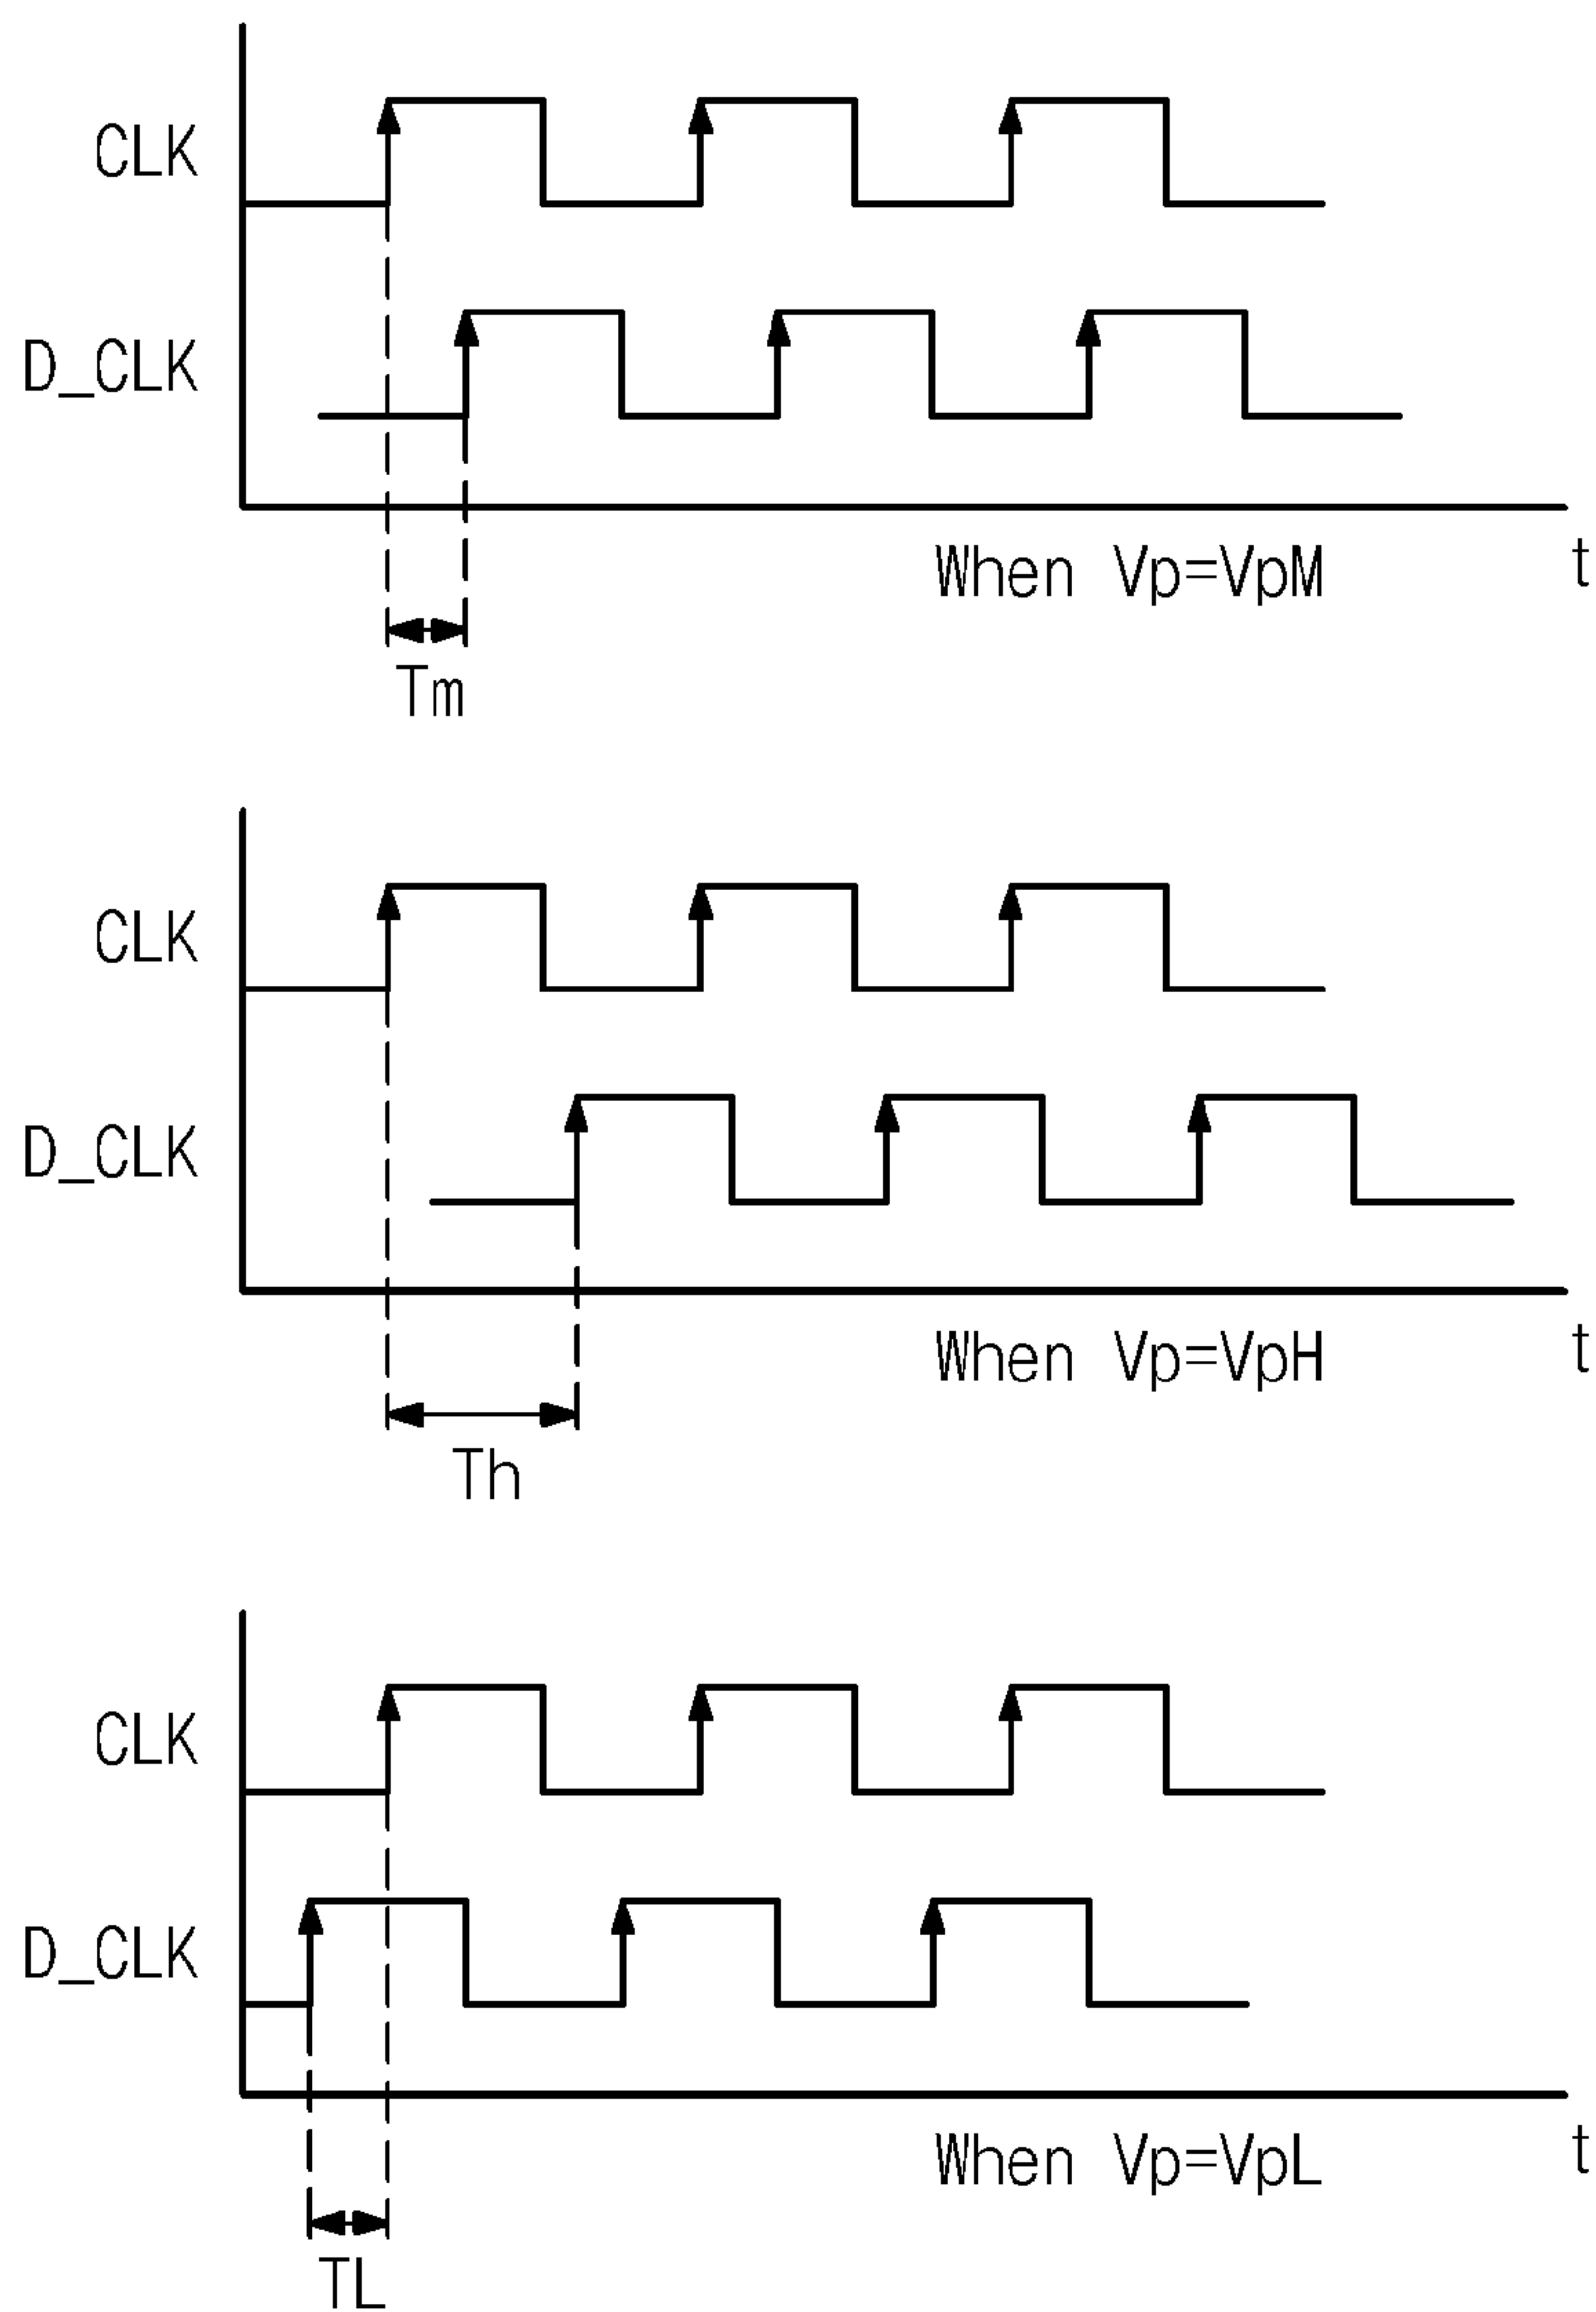 CLK
D_CLK
When Vp=VpM
t
Tm
CLK
D_CLK
When Vp=VpH
t
Th
CLK
D_CLK
When Vp=VpL
t
TL